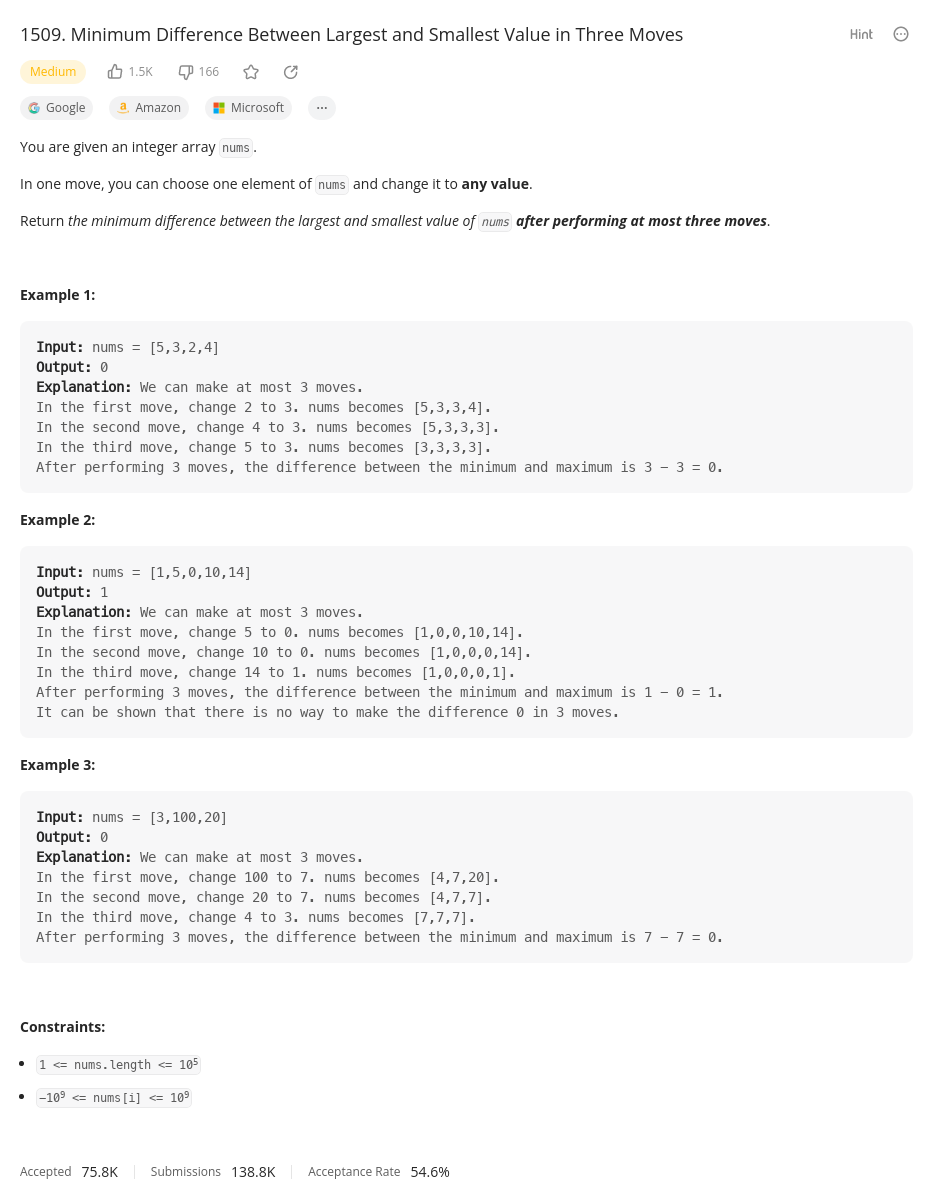 1509. Minimum Difference Between Largest and Smallest Value in Three Moves
Hint
Medium
1.5K
166
Google
Amazon
Microsoft
...
You are given an integer array nums.
In one move, you can choose one element of nums and change it to any value.
Return the minimum difference between the largest and smallest value of nums after performing at most three moves.
Example 1:
Input: nums = [5,3,2,4]
Output: 0
Explanation: We can make at most 3 moves.
In the first move, change 2 to 3. nums becomes [5,3,3,4].
In the second move, change 4 to 3. nums becomes [5,3,3,3].
In the third move, change 5 to 3. nums becomes [3,3,3,3].
After performing 3 moves, the difference between the minimum and maximum is 3 − 3 = 0.
Example 2:
Input: nums = [1,5,0,10,14]
Output: 1
Explanation: We can make at most 3 moves.
In the first move, change 5 to 0. nums becomes [1,0,0,10,14].
In the second move, change 10 to 0. nums becomes [1,0,0,0,14].
In the third move, change 14 to 1. nums becomes [1,0,0,0,1].
After performing 3 moves, the difference between the minimum and maximum is 1 − 0 = 1.
It can be shown that there is no way to make the difference 0 in 3 moves.
Example 3:
Input: nums = [3,100,20]
Output: 0
Explanation: We can make at most 3 moves.
In the first move, change 100 to 7. nums becomes [4,7,20].
In the second move, change 20 to 7. nums becomes [4,7,7].
In the third move, change 4 to 3. nums becomes [7,7,7].
After performing 3 moves, the difference between the minimum and maximum is 7 − 7 = 0.
Constraints:
1 <= nums.length <= 10⁵
−10⁹ <= nums[i] <= 10⁹
Accepted 75.8K Submissions 138.8K Acceptance Rate 54.6%